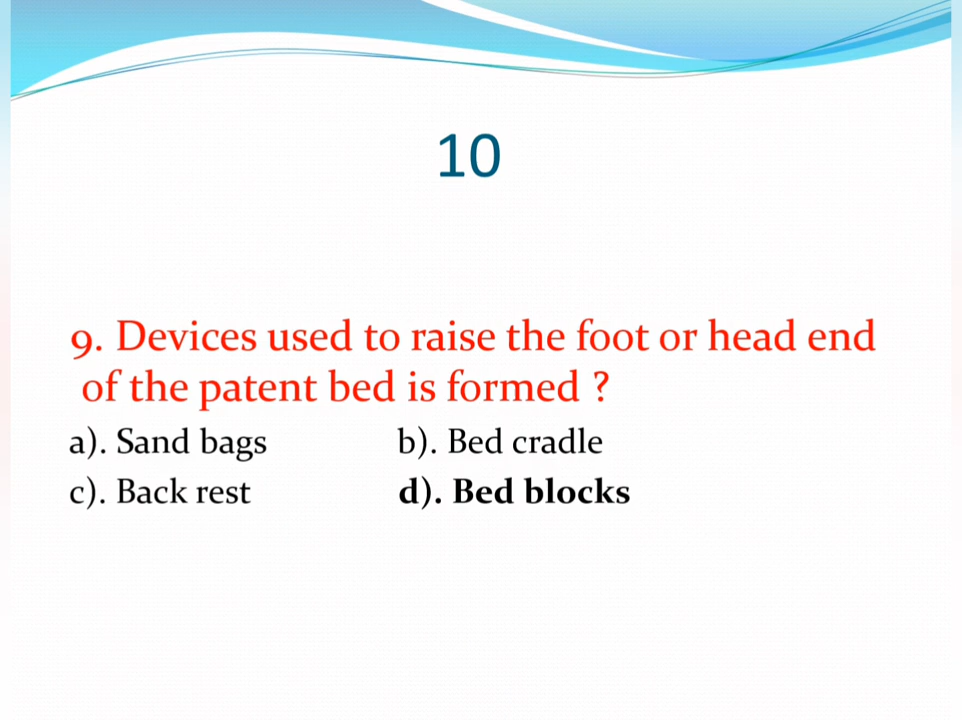 10
9. Devices used to raise the foot or head end
of the patent bed is formed ?
a). Sand bags b). Bed cradle
c). Back rest d). Bed blocks